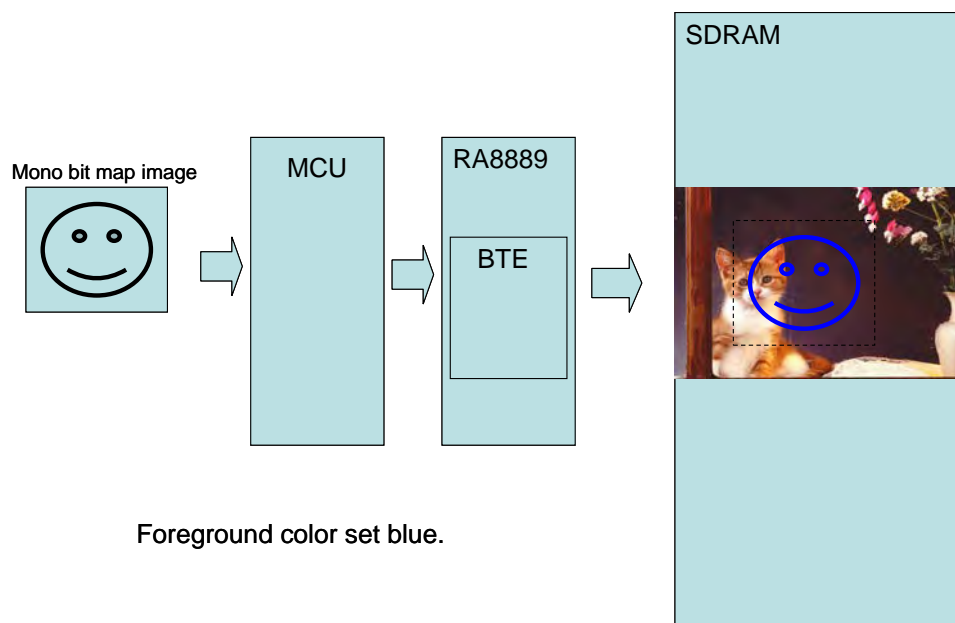 SDRAM
MCU
RA8889
Mono bit map image
BTE
Foreground color set blue.